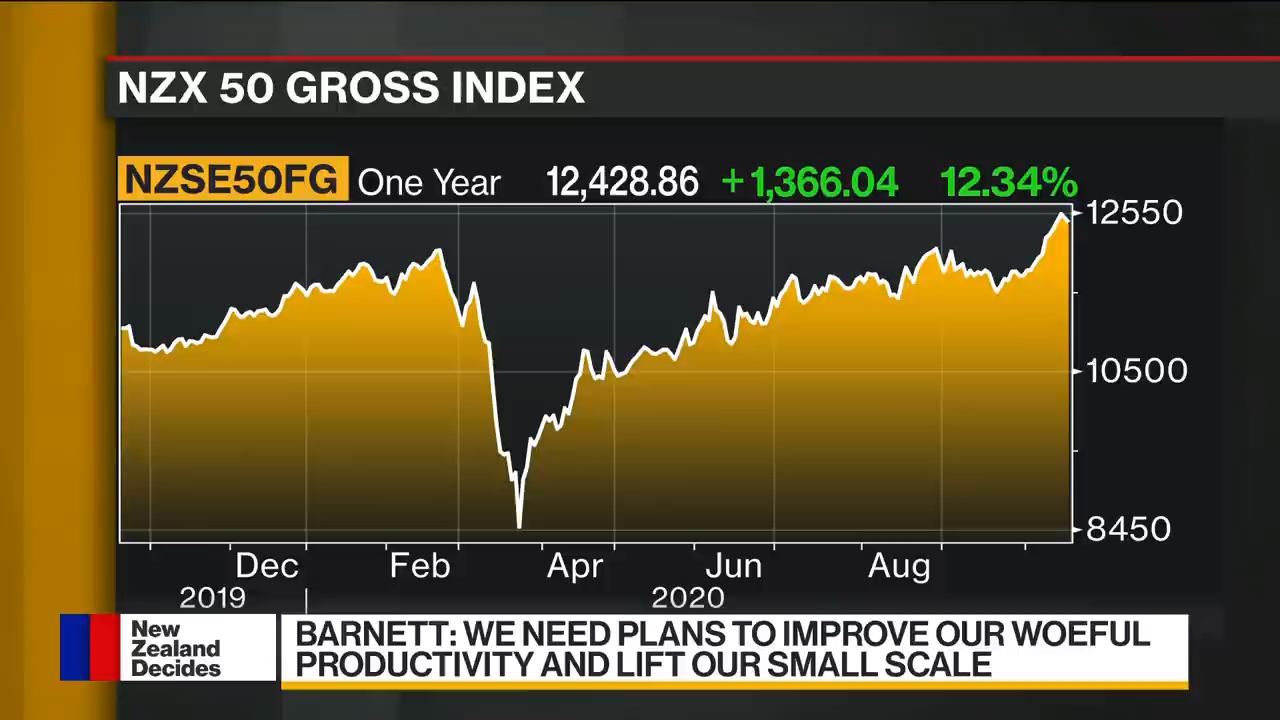 NZX 50 GROSS INDEX
NZSE50FG One Year 12,428.86 +1,366.04 12.34%
12550
10500
8450
Dec Feb Apr Jun Aug
2019 2020
New
Zealand
Decides
BARNETT: WE NEED PLANS TO IMPROVE OUR WOEFUL
PRODUCTIVITY AND LIFT OUR SMALL SCALE